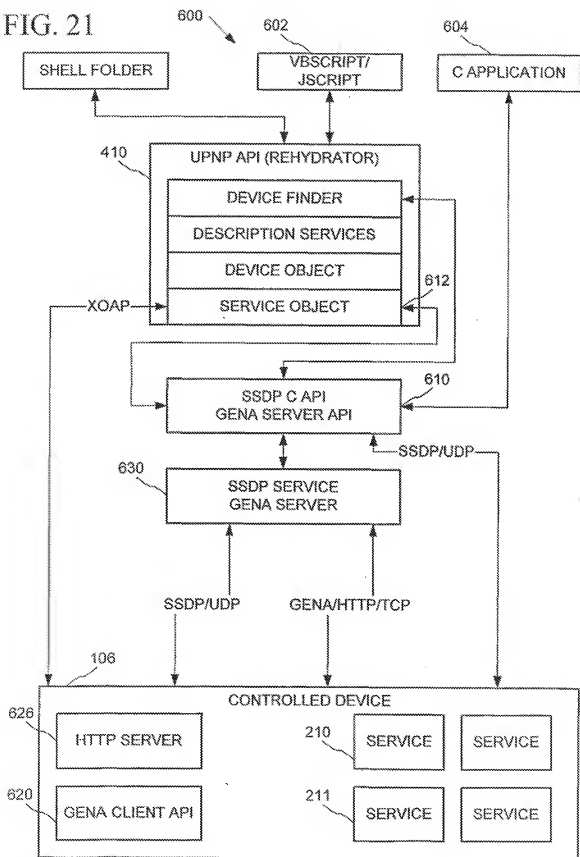 FIG. 21
600
602
604
SHELL FOLDER
VBSCRIPT/
JSCRIPT
C APPLICATION
410
UPNP API (REHYDRATOR)
DEVICE FINDER
DESCRIPTION SERVICES
DEVICE OBJECT
SERVICE OBJECT
612
XOAP
SSDP C API
GENA SERVER API
610
SSDP/UDP
630
SSDP SERVICE
GENA SERVER
SSDP/UDP
GENA/HTTP/TCP
106
CONTROLLED DEVICE
626
HTTP SERVER
210
SERVICE
SERVICE
620
GENA CLIENT API
211
SERVICE
SERVICE